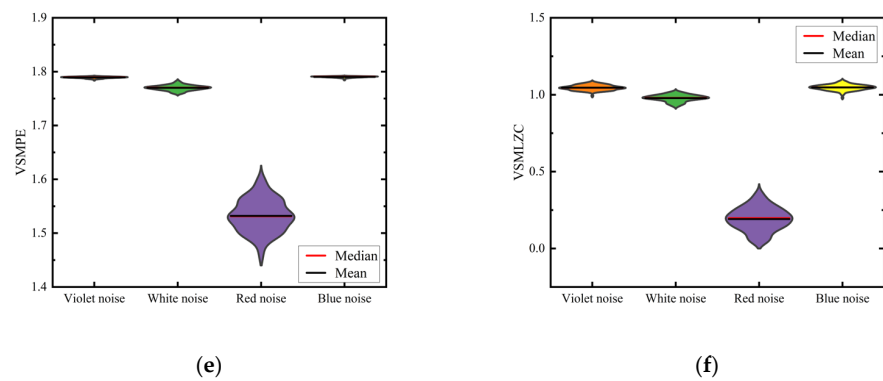 1.9
1.8
1.7
1.6
1.5
1.4
VSMPE
Median
Mean
Violet noise
White noise
Red noise
Blue noise
(e)
1.5
1.0
0.5
0.0
VSMLZC
Median
Mean
Violet noise
White noise
Red noise
Blue noise
(f)